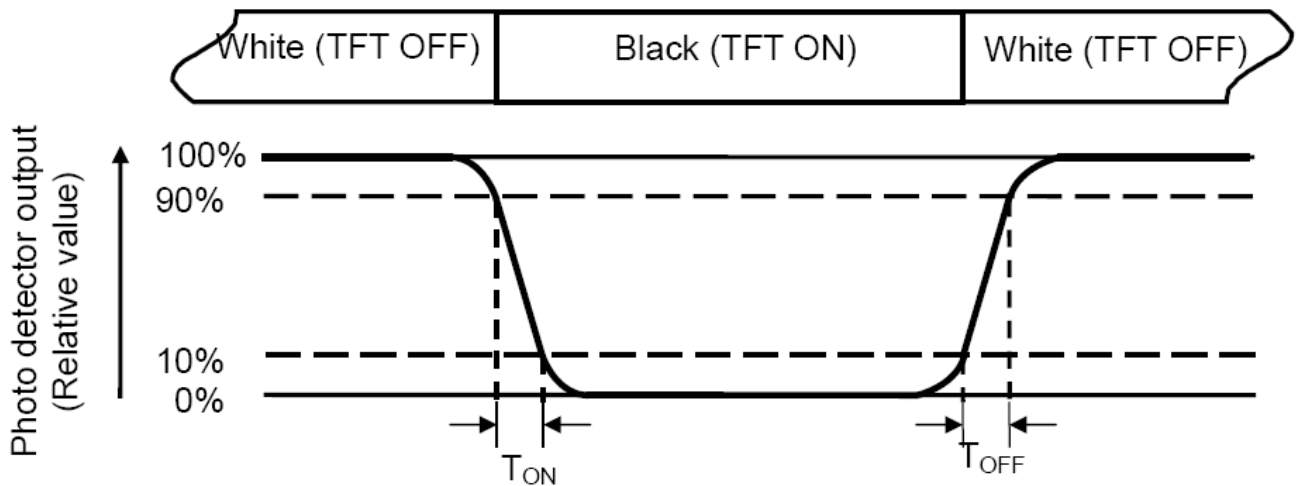 White (TFT OFF)
Black (TFT ON)
White (TFT OFF)
Photo detector output
(Relative value)
100%
90%
10%
0%
TON
TOFF